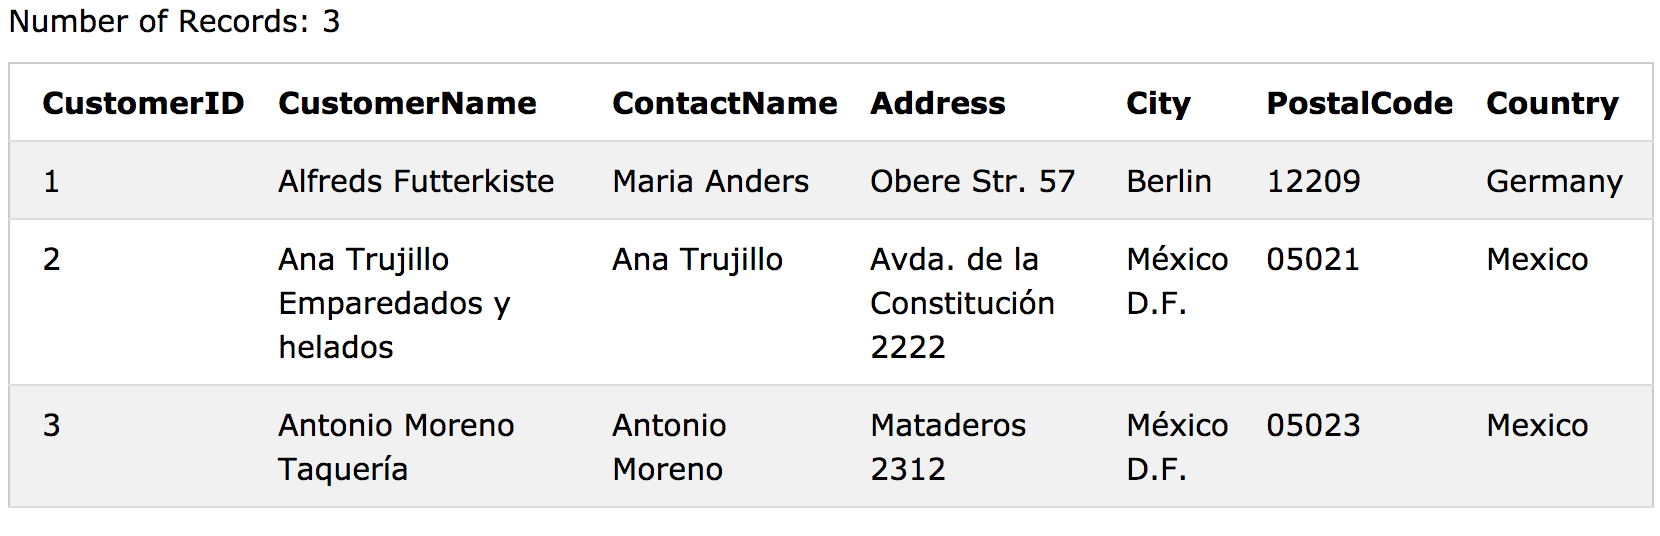 Number of Records: 3
CustomerID CustomerName ContactName Address City PostalCode Country
1 Alfreds Futterkiste Maria Anders Obere Str. 57 Berlin 12209 Germany
2 Ana Trujillo Ana Trujillo Avda. de la México 05021 Mexico
Emparedados y Constitución D.F.
helados 2222
3 Antonio Moreno Antonio Mataderos México 05023 Mexico
Taquería Moreno 2312 D.F.